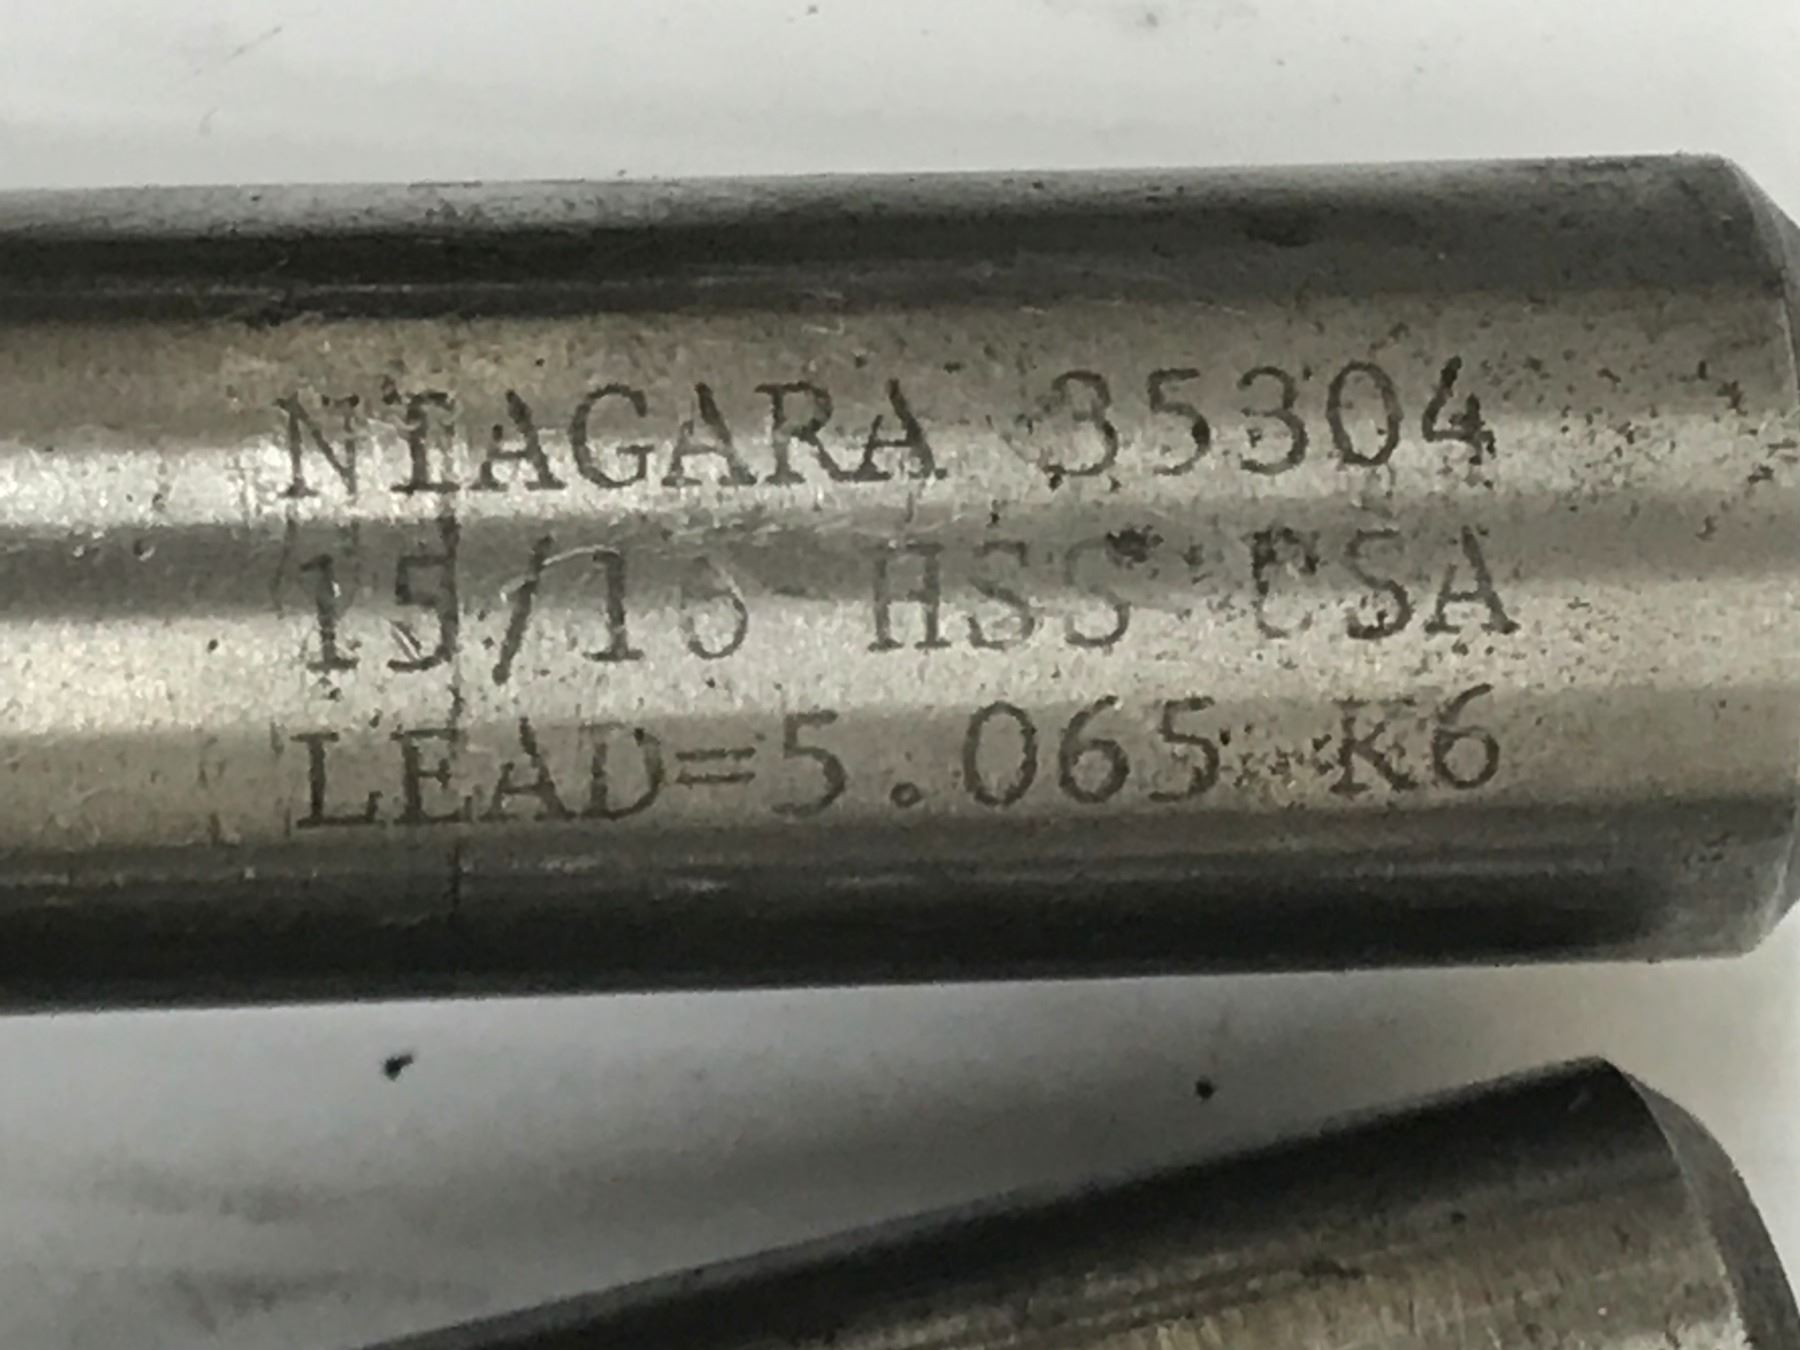 NIAGARA 35304
15/16 HSS USA
LEAD=5.065 K6